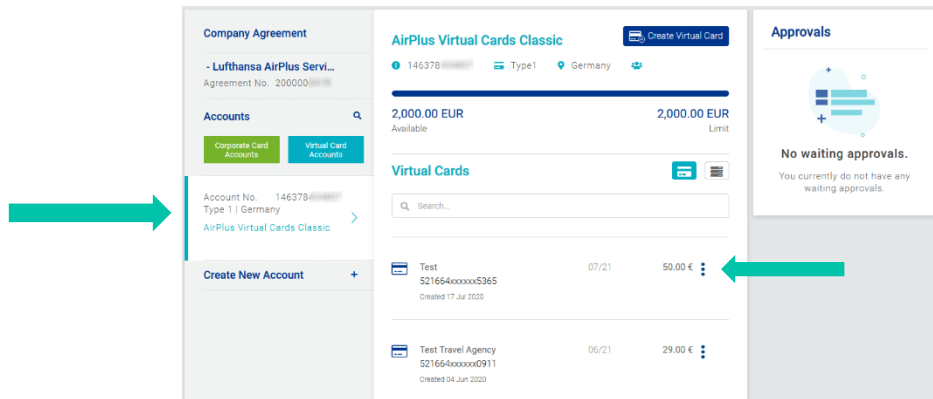 Company Agreement
- Lufthansa AirPlus Servi...
Agreement No. 200000
Accounts
Corporate Card
Accounts
Virtual Card
Accounts
Account No. 146378
Type 1 | Germany
AirPlus Virtual Cards Classic
Create New Account +
AirPlus Virtual Cards Classic
Create Virtual Card
146378
Type1
Germany
2,000.00 EUR
Available
2,000.00 EUR
Limit
Virtual Cards
Search...
Test 07/21 50.00 €
521664xxxxxx5365
Created 17 Jul 2020
Test Travel Agency 06/21 29.00 €
521664xxxxxx0911
Created 04 Jun 2020
Approvals
No waiting approvals.
You currently do not have any
waiting approvals.